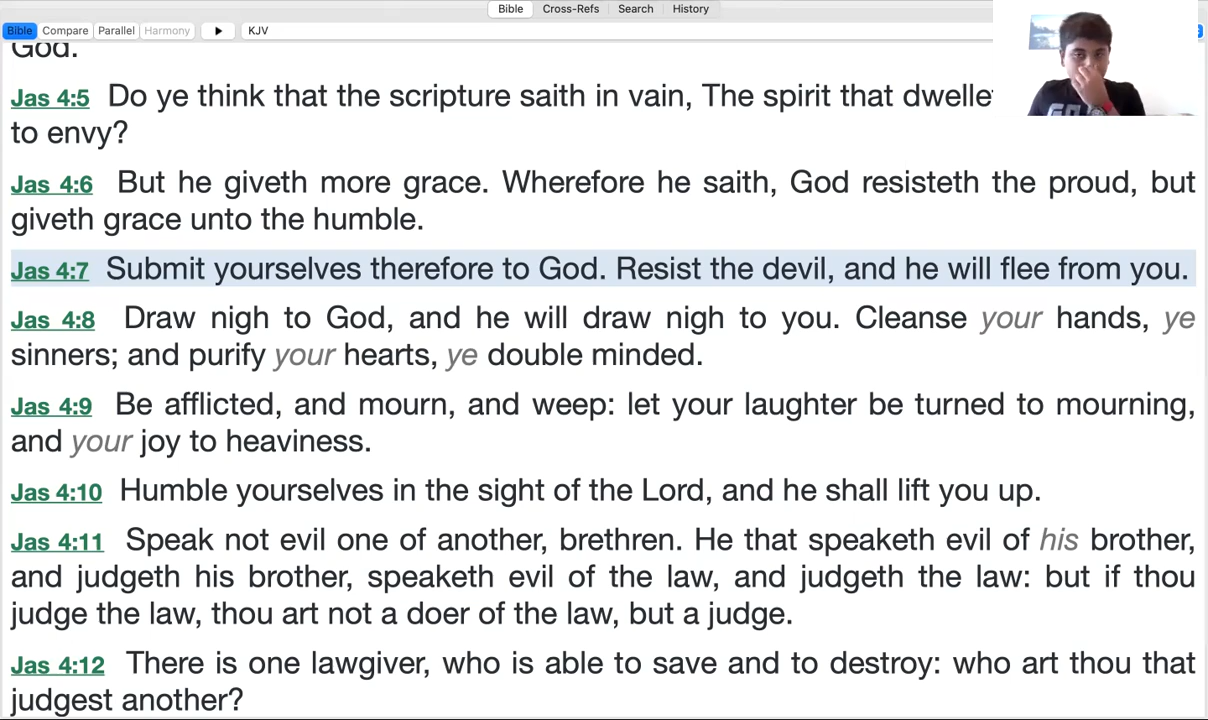 Bible Cross-Refs Search History
Bible Compare Parallel Harmony KJV
God.
Jas 4:5 Do ye think that the scripture saith in vain, The spirit that
to envy?
Jas 4:6 But he giveth more grace. Wherefore he saith, God resisteth the proud, but
giveth grace unto the humble.
Jas 4:7 Submit yourselves therefore to God. Resist the devil, and he will flee from you.
Jas 4:8 Draw nigh to God, and he will draw nigh to you. Cleanse your hands, ye
sinners; and purify your hearts, ye double minded.
Jas 4:9 Be afflicted, and mourn, and weep: let your laughter be turned to mourning,
and your joy to heaviness.
Jas 4:10 Humble yourselves in the sight of the Lord, and he shall lift you up.
Jas 4:11 Speak not evil one of another, brethren. He that speaketh evil of his brother,
and judgeth his brother, speaketh evil of the law, and judgeth the law: but if thou
judge the law, thou art not a doer of the law, but a judge.
Jas 4:12 There is one lawgiver, who is able to save and to destroy: who art thou that
judgest another?